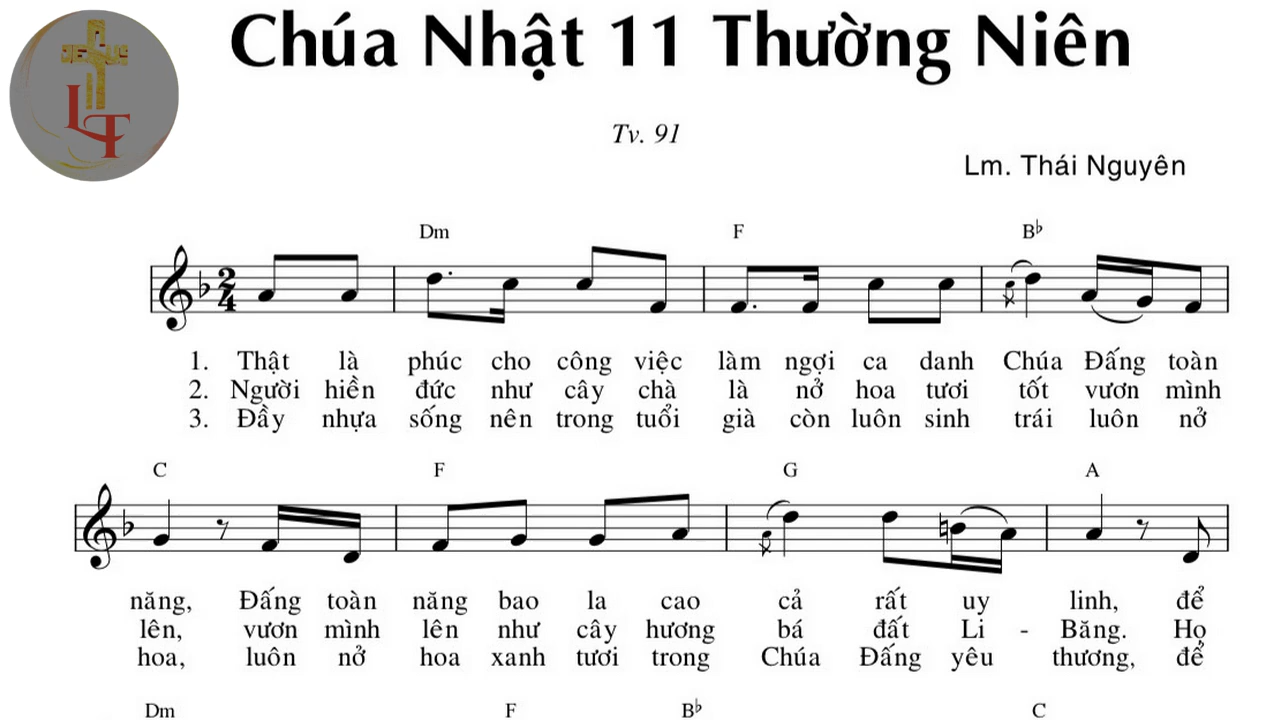 JESUS
LT
Chúa Nhật 11 Thường Niên
Tv. 91
Lm. Thái Nguyên
Dm F B♭
2
4
1. Thật là phúc cho công việc làm ngợi ca danh Chúa Đấng toàn
2. Người hiền đức như cây chà là nở hoa tươi tốt vươn mình
3. Đầy nhựa sống nên trong tuổi già còn luôn sinh trái luôn nở
C F G A
năng, Đấng toàn năng bao la cao cả rất uy linh, để
lên, vươn mình lên như cây hương bá đất Li - Băng. Họ
hoa, luôn nở hoa xanh tươi trong Chúa Đấng yêu thương, để
Dm F B♭ C